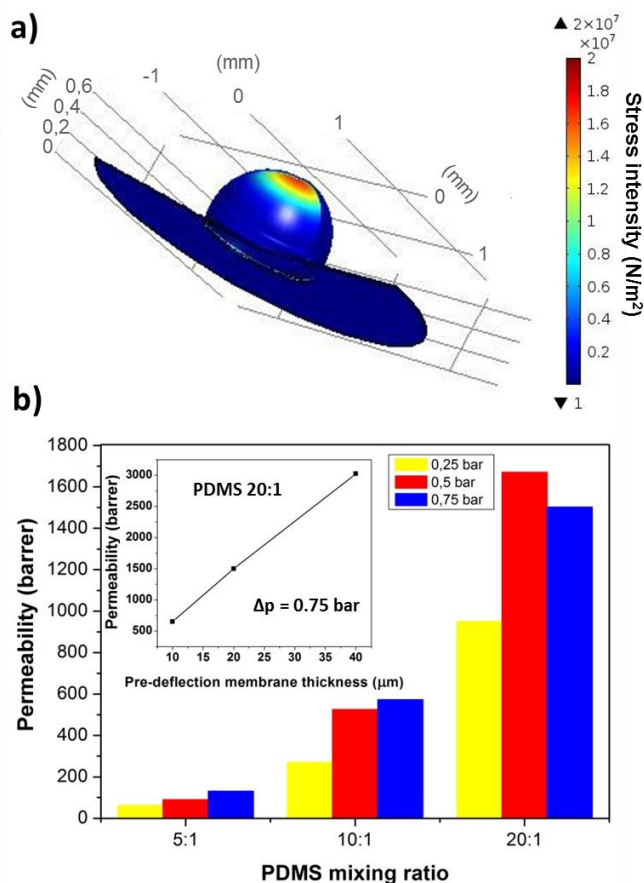 a)
(mm)
0,6
0,4
0,2
0
-1
(mm)
0
1
(mm)
0
1
2×10⁷
×10⁷
2
1.8
1.6
1.4
1.2
1
0.8
0.6
0.4
0.2
1
Stress intensity (N/m²)
b)
1800
1600
1400
1200
1000
800
600
400
200
0
Permeability (barrer)
3000
2500
2000
1500
1000
500
Permeability (barrer)
PDMS 20:1
Δp = 0.75 bar
10 15 20 25 30 35 40
Pre-deflection membrane thickness (μm)
0,25 bar
0,5 bar
0,75 bar
5:1 10:1 20:1
PDMS mixing ratio